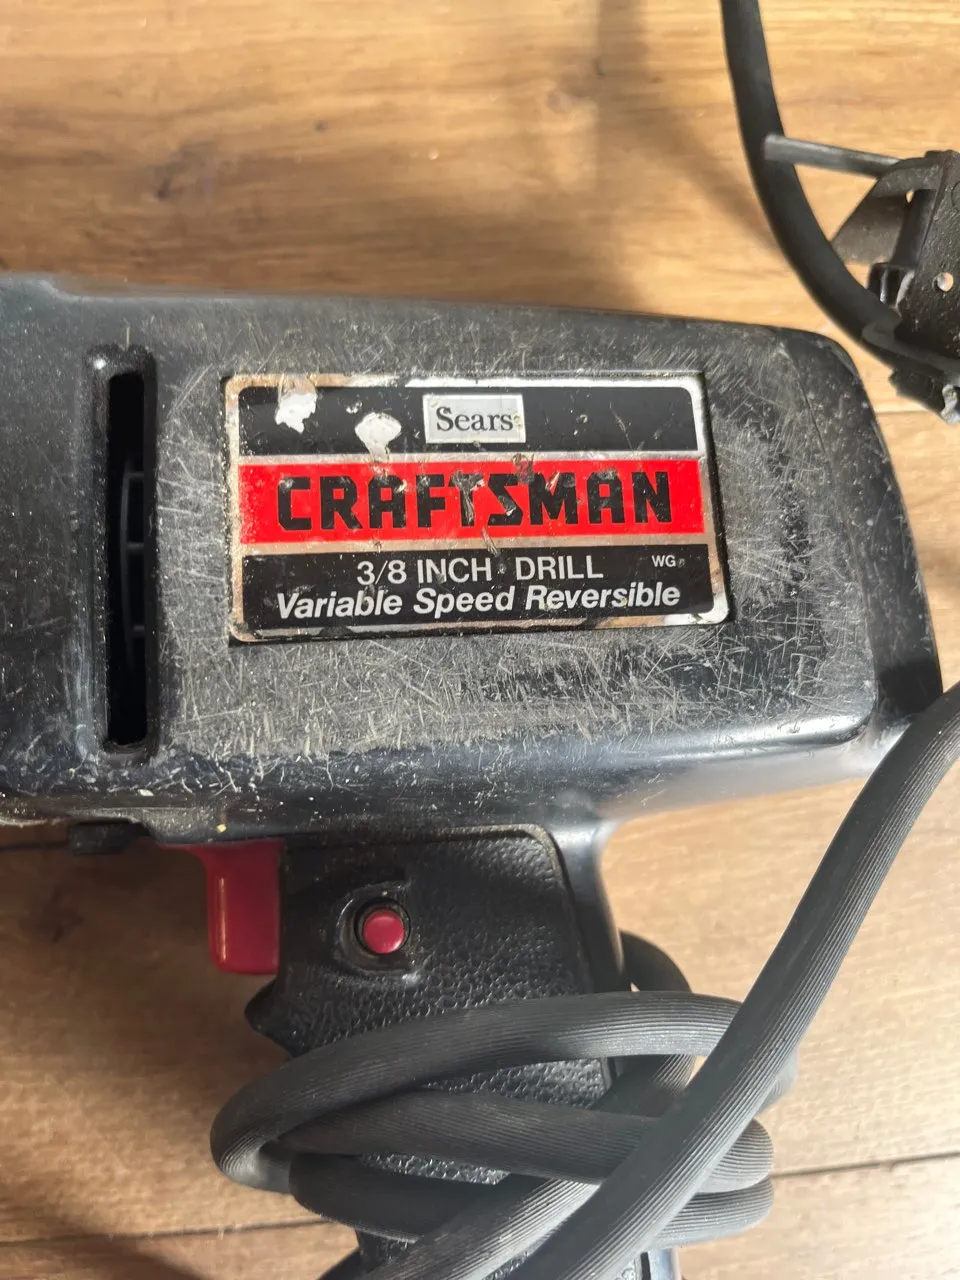 Sears
CRAFTSMAN
3/8 INCH DRILL WG
Variable Speed Reversible